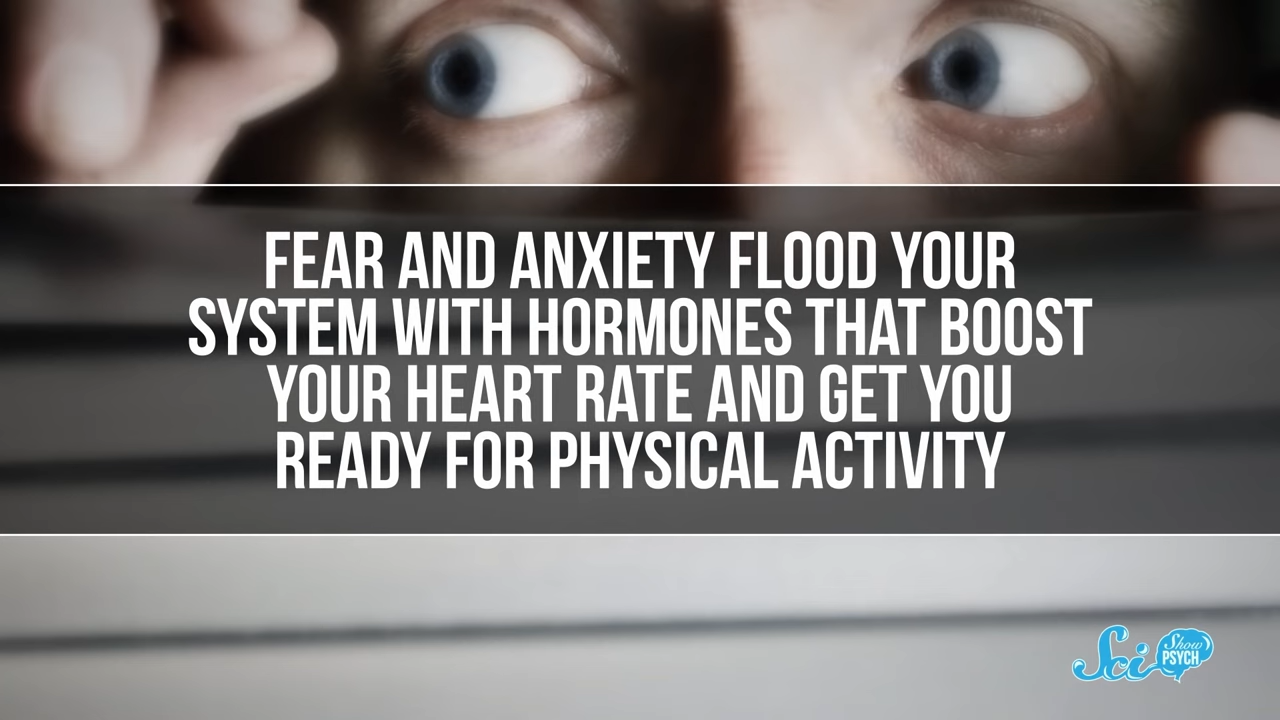 FEAR AND ANXIETY FLOOD YOUR
SYSTEM WITH HORMONES THAT BOOST
YOUR HEART RATE AND GET YOU
READY FOR PHYSICAL ACTIVITY
Sci Show
PSYCH